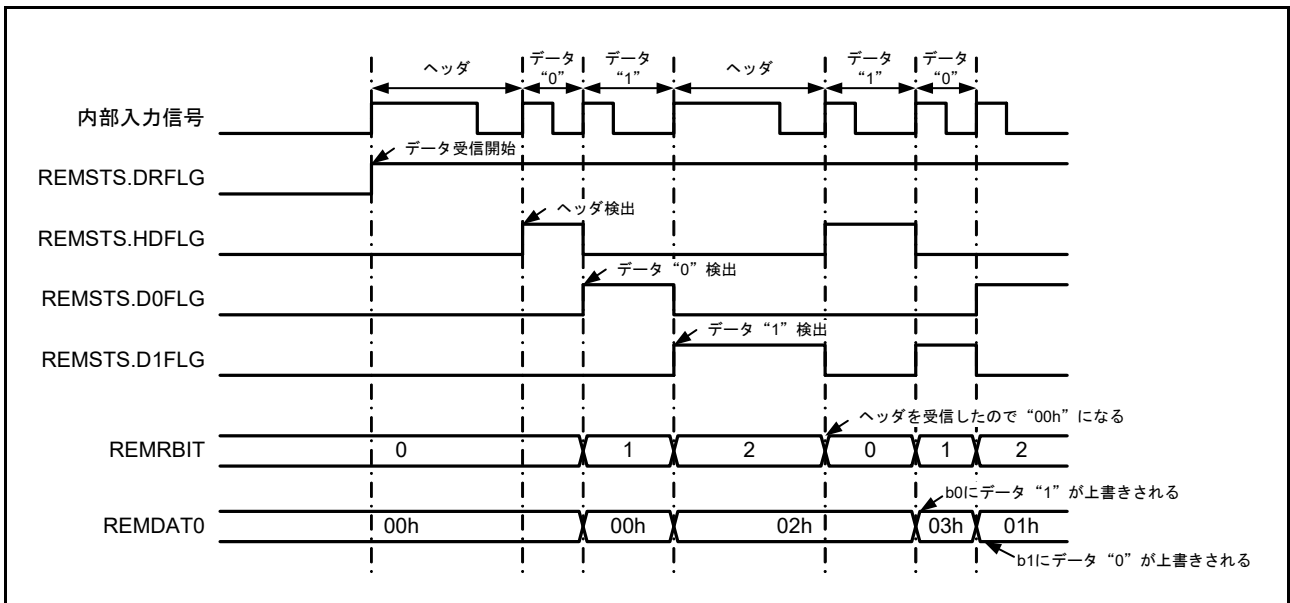 ヘッダ データ“0” データ“1” ヘッダ データ“1” データ“0”
内部入力信号
データ受信開始
REMSTS.DRFLG
ヘッダ検出
REMSTS.HDFLG
データ“0”検出
REMSTS.D0FLG
データ“1”検出
REMSTS.D1FLG
ヘッダを受信したので“00h”になる
REMRBIT 0 1 2 0 1 2
b0にデータ“1”が上書きされる
REMDAT0 00h 00h 02h 03h 01h
b1にデータ“0”が上書きされる